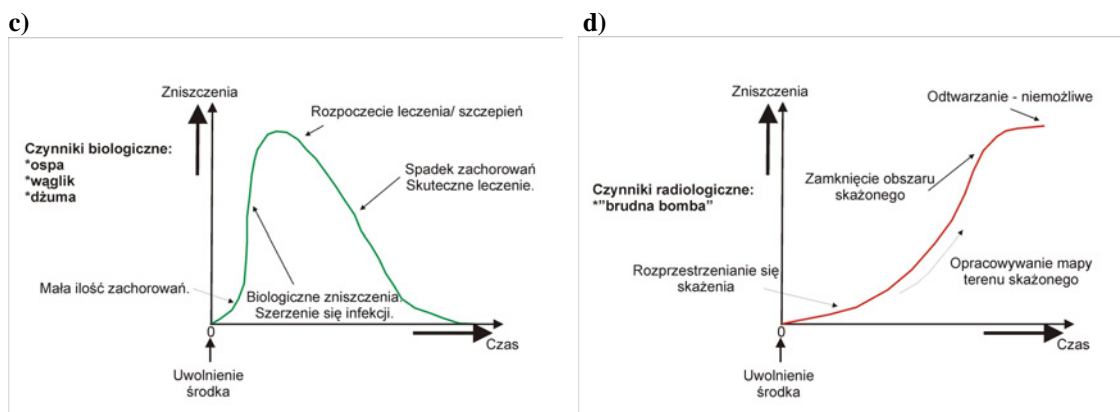 c)
Zniszczenia
Rozpoczecie leczenia/ szczepień
Czynniki biologiczne:
*ospa
*wąglik
*dżuma
Spadek zachorowań
Skuteczne leczenie.
Mała ilość zachorowań.
Biologiczne zniszczenia.
Szerzenie się infekcji.
0
Czas
Uwolnienie
środka
d)
Zniszczenia
Odtwarzanie - niemożliwe
Zamknięcie obszaru
skażonego
Czynniki radiologiczne:
*"brudna bomba"
Rozprzestrzenianie się
skażenia
Opracowywanie mapy
terenu skażonego
0
Czas
Uwolnienie
środka